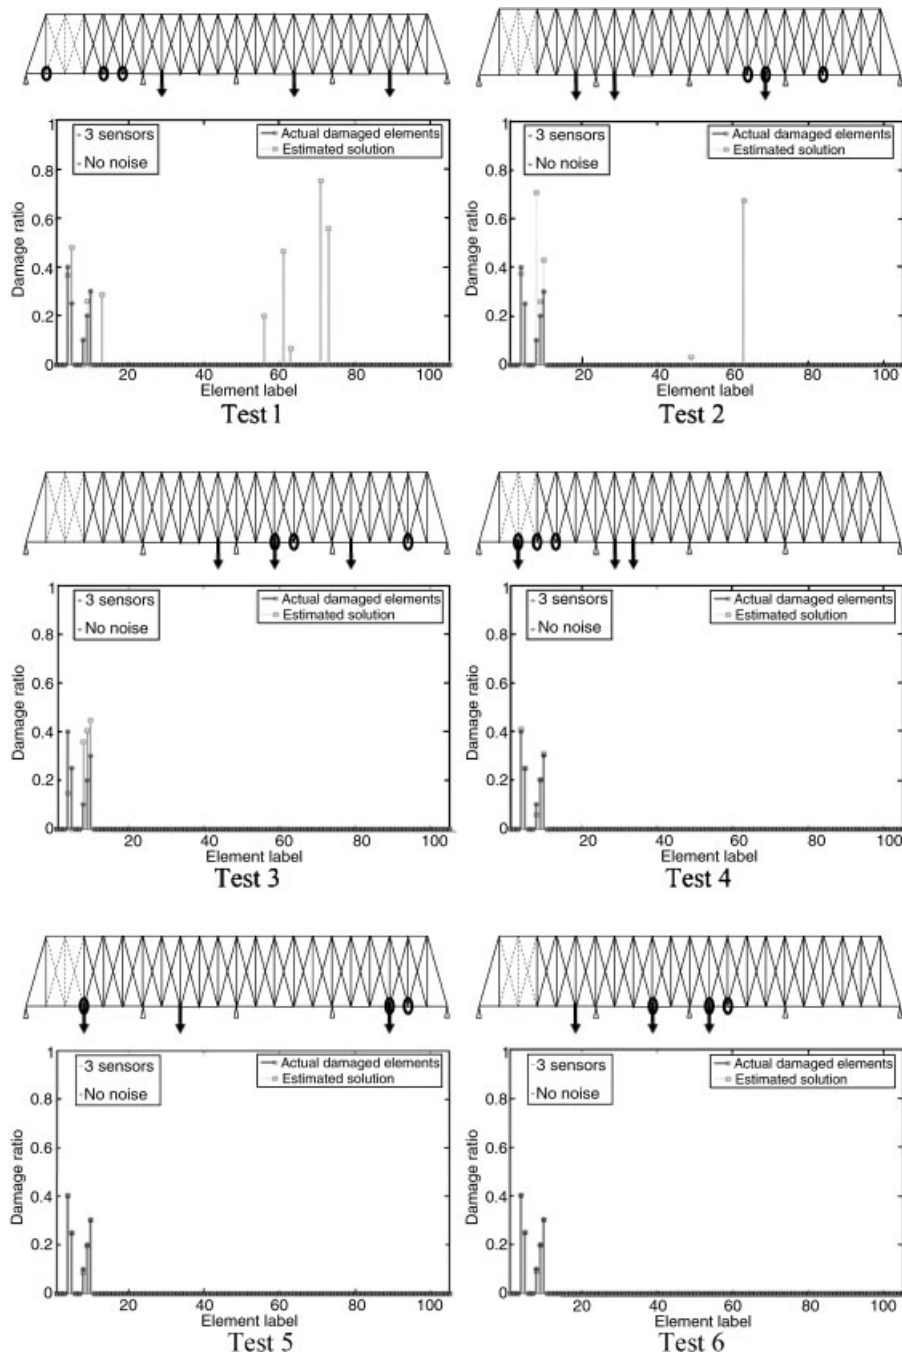 1
- 3 sensors
- No noise
Actual damaged elements
Estimated solution
0.8
0.6
0.4
0.2
0
Damage ratio
20 40 60 80 100
Element label
Test 1
1
- 3 sensors
- No noise
Actual damaged elements
Estimated solution
0.8
0.6
0.4
0.2
0
Damage ratio
20 40 60 80 100
Element label
Test 2
1
- 3 sensors
- No noise
Actual damaged elements
Estimated solution
0.8
0.6
0.4
0.2
0
Damage ratio
20 40 60 80 100
Element label
Test 3
1
- 3 sensors
- No noise
Actual damaged elements
Estimated solution
0.8
0.6
0.4
0.2
0
Damage ratio
20 40 60 80 100
Element label
Test 4
1
- 3 sensors
- No noise
Actual damaged elements
Estimated solution
0.8
0.6
0.4
0.2
0
Damage ratio
20 40 60 80 100
Element label
Test 5
1
- 3 sensors
- No noise
Actual damaged elements
Estimated solution
0.8
0.6
0.4
0.2
0
Damage ratio
20 40 60 80 100
Element label
Test 6